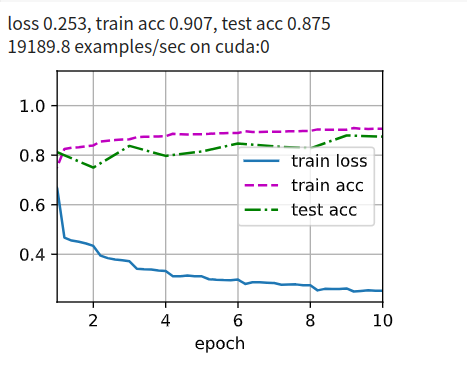 loss 0.253, train acc 0.907, test acc 0.875
19189.8 examples/sec on cuda:0
1.0
0.8
0.6
0.4
train loss
train acc
test acc
2 4 6 8 10
epoch